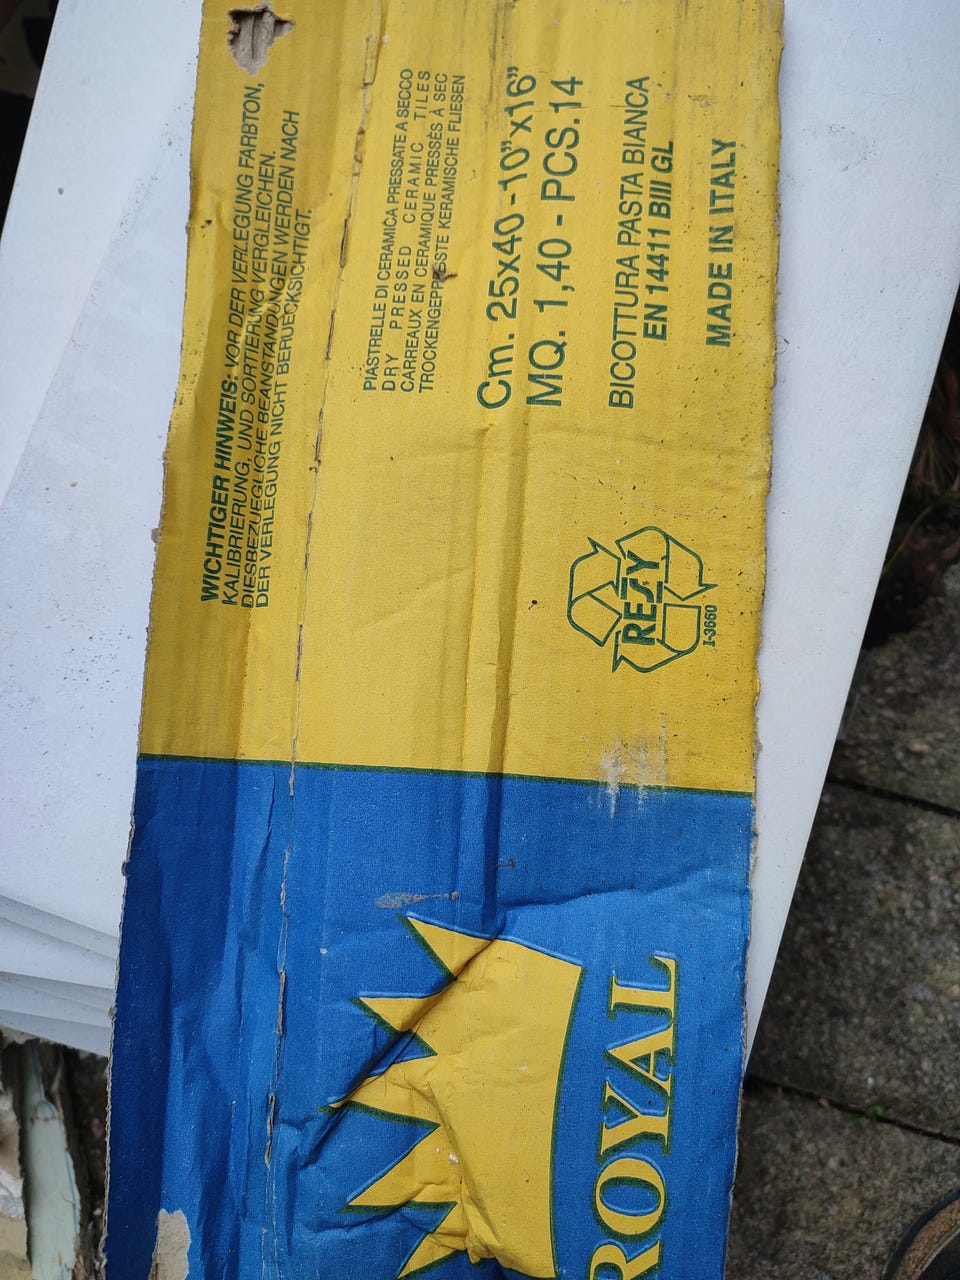 WICHTIGER HINWEIS: VOR DER VERLEGUNG FARBTON,
KALIBRIERUNG, UND SORTIERUNG VERGLEICHEN.
DIESBEZUEGLICHE BEANSTANDUNGEN WERDEN NACH
DER VERLEGUNG NICHT BERUECKSICHTIGT.
PIASTRELLE DI CERAMICA PRESSATE A SECCO
DRY PRESSED CERAMIC TILES
CARREAUX EN CERAMIQUE PRESSÉS À SEC
TROCKENGEPRESSTE KERAMISCHE FLIESEN
Cm. 25x40 - 10"x16"
MQ. 1,40 - PCS. 14
BICOTTURA PASTA BIANCA
EN 14411 BIII GL
MADE IN ITALY
RESY
I-3660
ROYAL